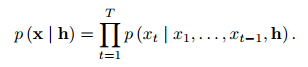 p(x | h) = ∏_{t=1}^{T} p(x_t | x_1, . . . , x_{t−1}, h) .